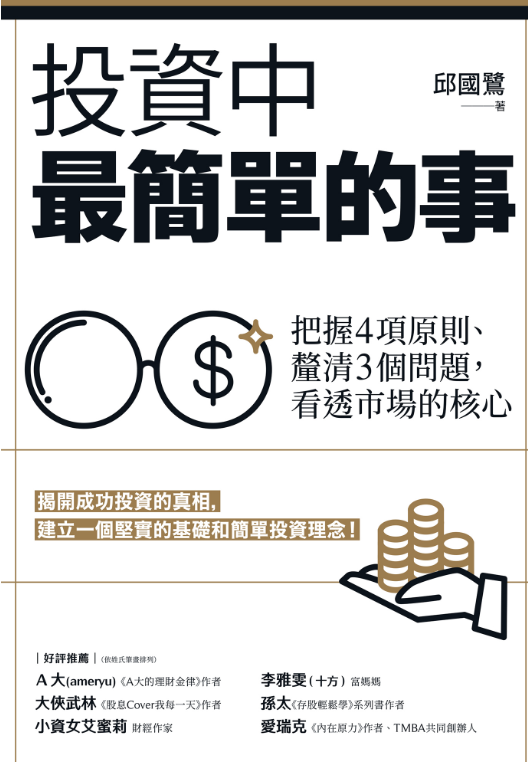 投資中
最簡單的事
邱國鷺
著
把握4項原則、
釐清3個問題，
看透市場的核心
揭開成功投資的真相，
建立一個堅實的基礎和簡單投資理念！
｜好評推薦｜（依姓氏筆畫排列）
A大(ameryu)《A大的理財金律》作者
大俠武林《股息Cover我每一天》作者
小資女艾蜜莉 財經作家
李雅雯（十方）富媽媽
孫太《存股輕鬆學》系列書作者
愛瑞克《內在原力》作者、TMBA共同創辦人